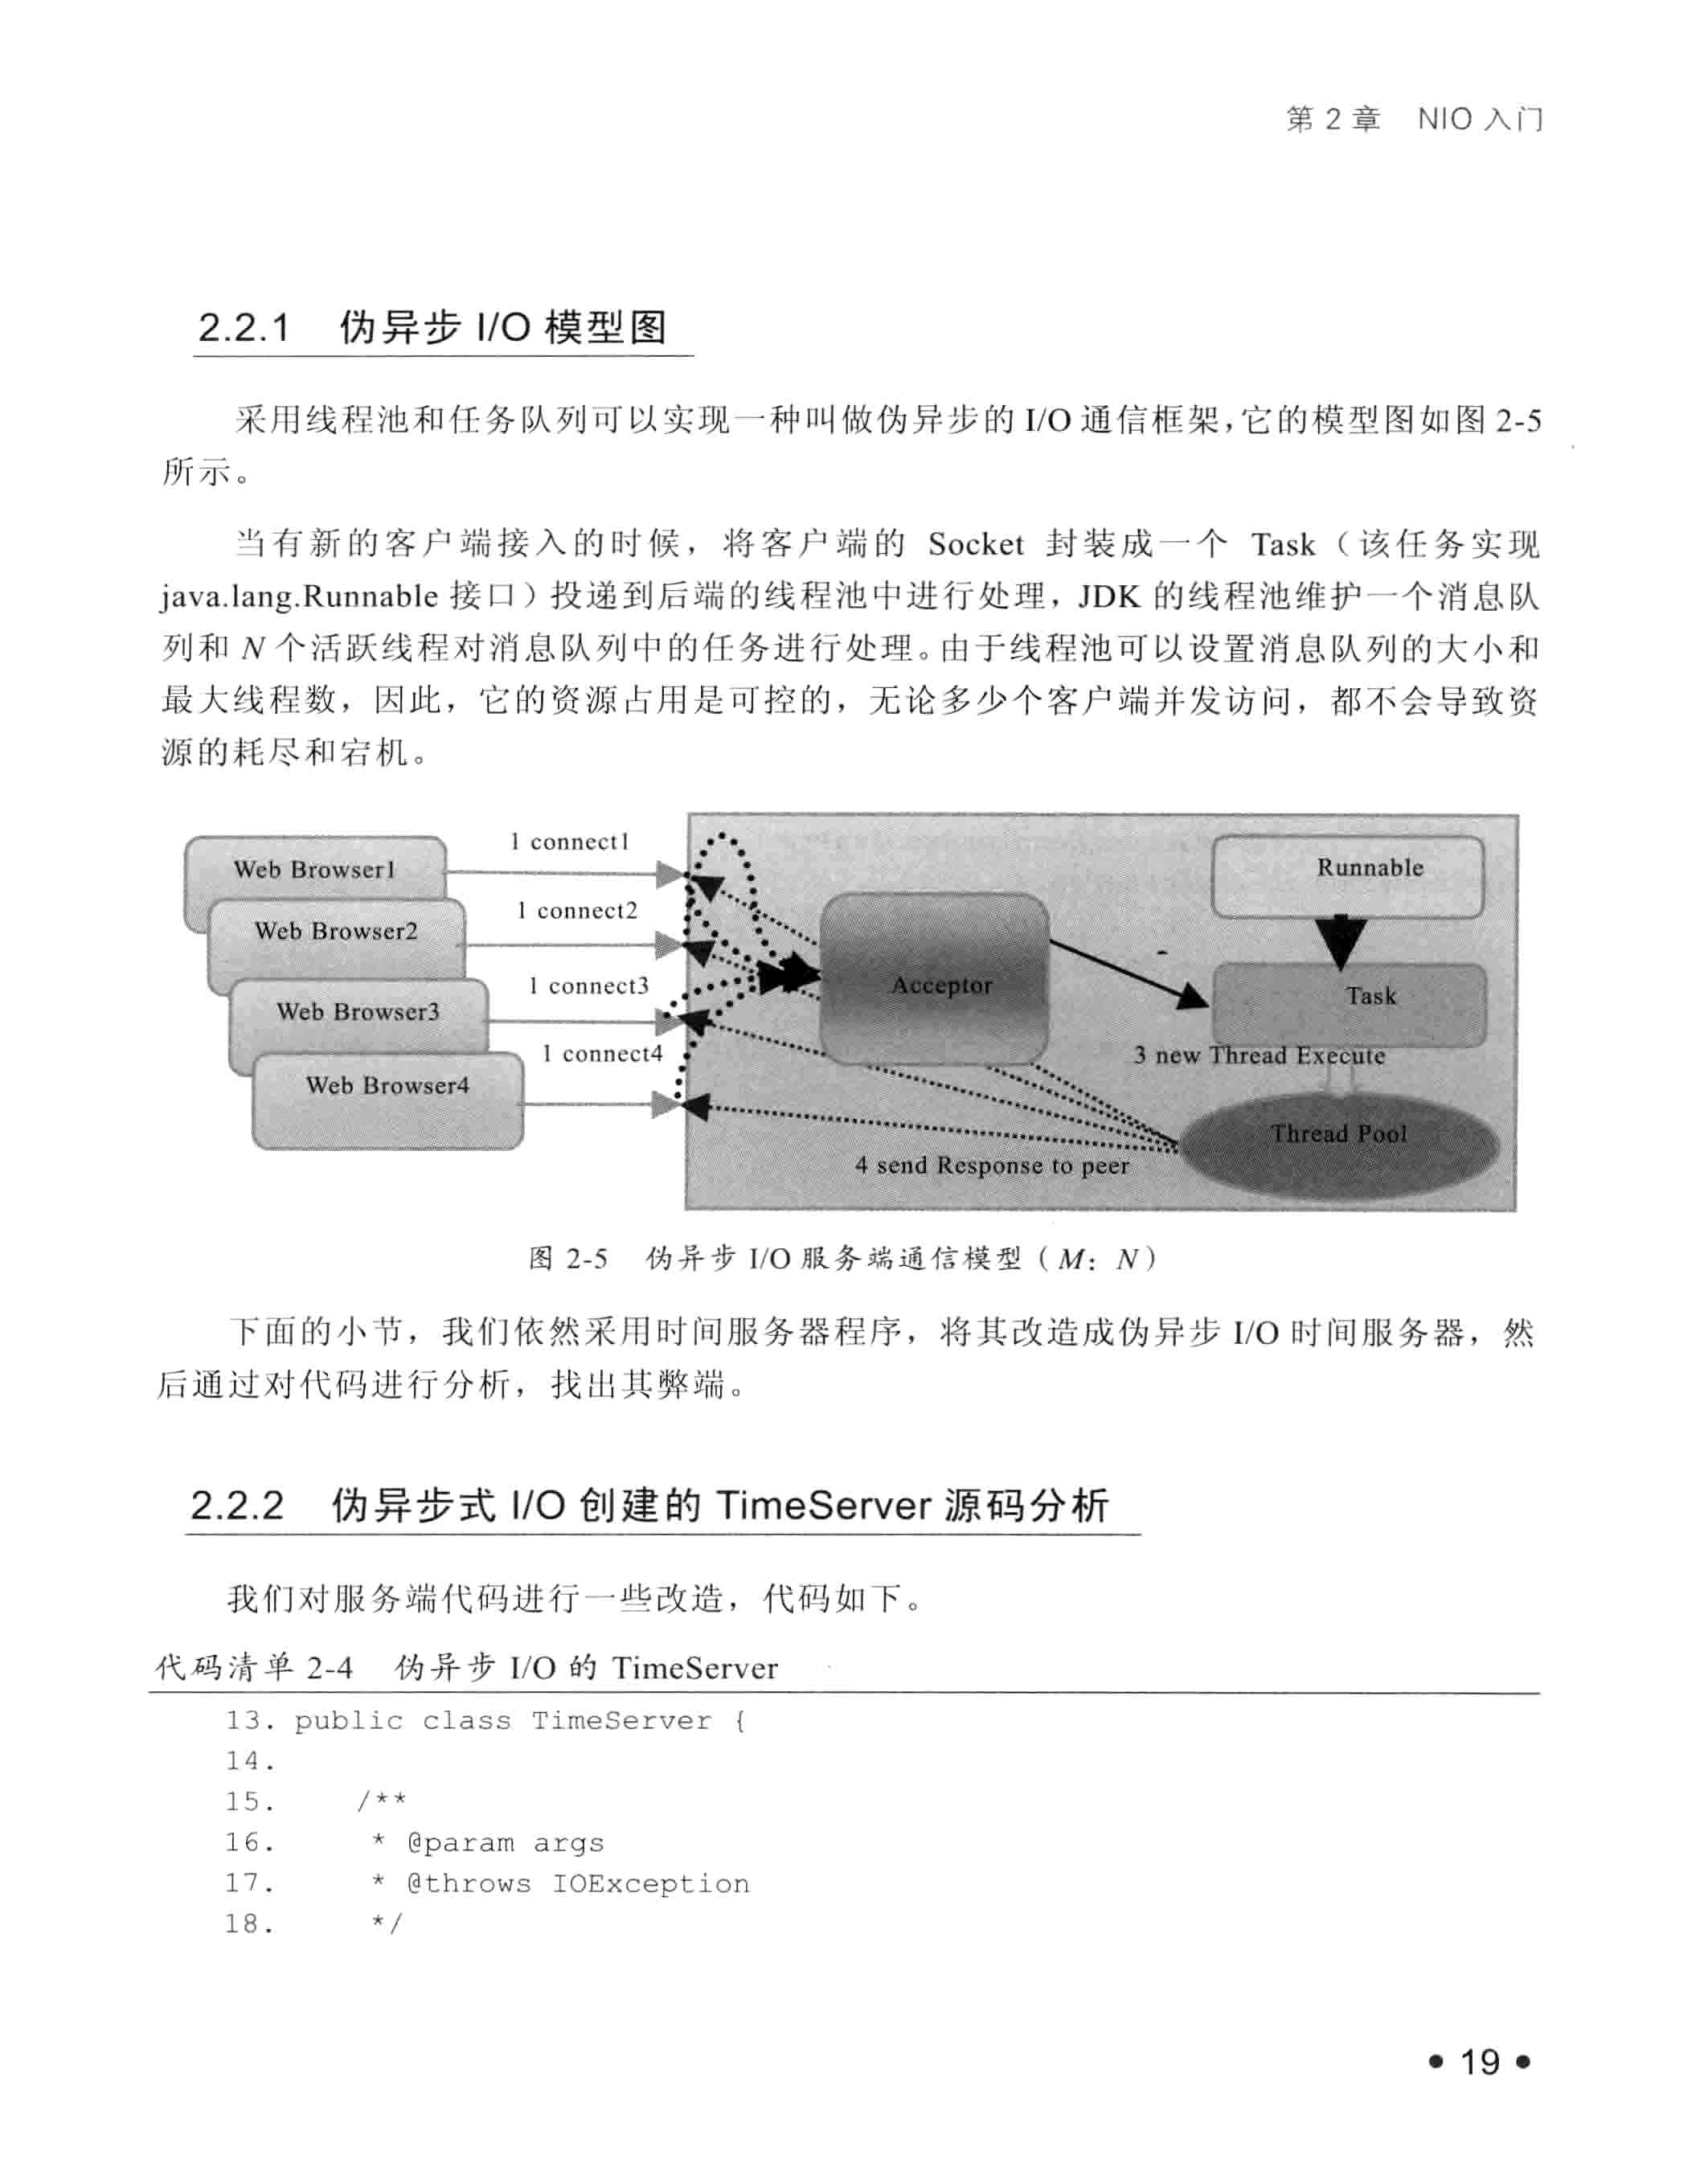 第 2 章 NIO 入门
2.2.1 伪异步 I/O 模型图
采用线程池和任务队列可以实现一种叫做伪异步的 I/O 通信框架，它的模型图如图 2-5
所示。
当有新的客户端接入的时候，将客户端的 Socket 封装成一个 Task（该任务实现
java.lang.Runnable 接口）投递到后端的线程池中进行处理，JDK 的线程池维护一个消息队
列和 N 个活跃线程对消息队列中的任务进行处理。由于线程池可以设置消息队列的大小和
最大线程数，因此，它的资源占用是可控的，无论多少个客户端并发访问，都不会导致资
源的耗尽和宕机。
Web Browser1
Web Browser2
Web Browser3
Web Browser4
1 connect1
1 connect2
1 connect3
1 connect4
Acceptor
Runnable
Task
3 new Thread Execute
Thread Pool
4 send Response to peer
图 2-5 伪异步 I/O 服务端通信模型（M：N）
下面的小节，我们依然采用时间服务器程序，将其改造成伪异步 I/O 时间服务器，然
后通过对代码进行分析，找出其弊端。
2.2.2 伪异步式 I/O 创建的 TimeServer 源码分析
我们对服务端代码进行一些改造，代码如下。
代码清单 2-4 伪异步 I/O 的 TimeServer
13. public class TimeServer {
14.
15. /**
16. * @param args
17. * @throws IOException
18. */
• 19 •